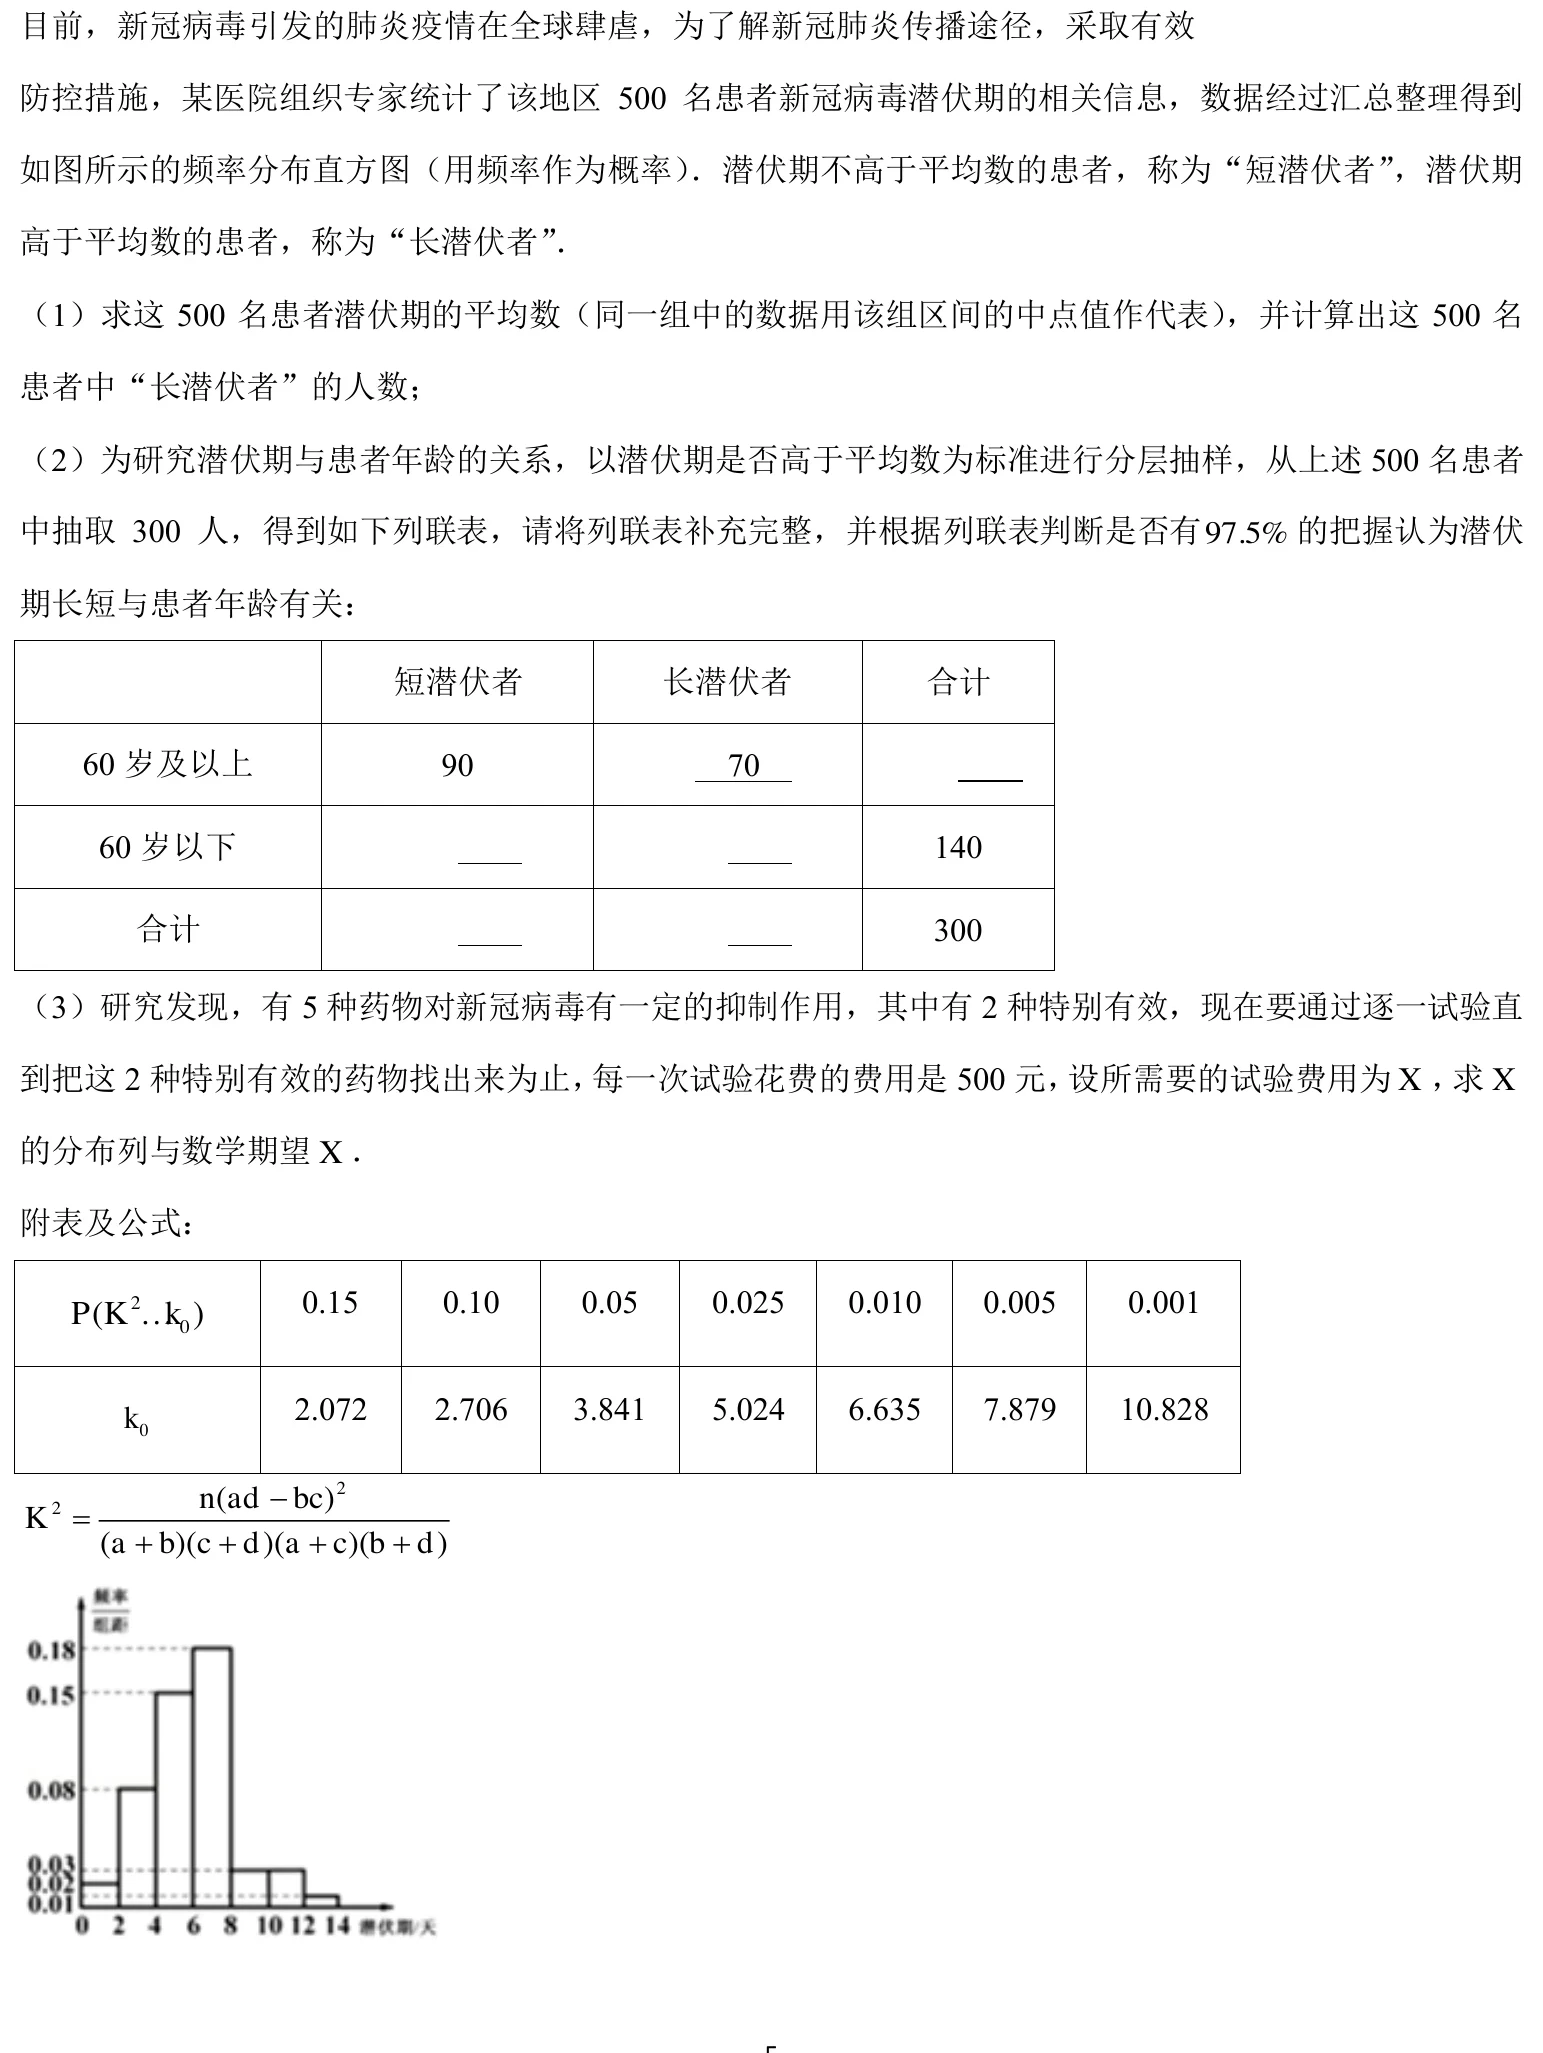 目前，新冠病毒引发的肺炎疫情在全球肆虐，为了解新冠肺炎传播途径，采取有效
防控措施，某医院组织专家统计了该地区 500 名患者新冠病毒潜伏期的相关信息，数据经过汇总整理得到
如图所示的频率分布直方图（用频率作为概率）．潜伏期不高于平均数的患者，称为“短潜伏者”，潜伏期
高于平均数的患者，称为“长潜伏者”．
（1）求这 500 名患者潜伏期的平均数（同一组中的数据用该组区间的中点值作代表），并计算出这 500 名
患者中“长潜伏者”的人数；
（2）为研究潜伏期与患者年龄的关系，以潜伏期是否高于平均数为标准进行分层抽样，从上述 500 名患者
中抽取 300 人，得到如下列联表，请将列联表补充完整，并根据列联表判断是否有 97.5% 的把握认为潜伏
期长短与患者年龄有关：
短潜伏者 长潜伏者 合计
60 岁及以上 90 70 ____
60 岁以下 ____ ____ 140
合计 ____ ____ 300
（3）研究发现，有 5 种药物对新冠病毒有一定的抑制作用，其中有 2 种特别有效，现在要通过逐一试验直
到把这 2 种特别有效的药物找出来为止，每一次试验花费的费用是 500 元，设所需要的试验费用为 X ，求 X
的分布列与数学期望 X ．
附表及公式：
P(K²‥k₀) 0.15 0.10 0.05 0.025 0.010 0.005 0.001
k₀ 2.072 2.706 3.841 5.024 6.635 7.879 10.828
K² = n(ad − bc)² / (a + b)(c + d)(a + c)(b + d)
频率
组距
0.18
0.15
0.08
0.03
0.02
0.01
0 2 4 6 8 10 12 14 潜伏期/天
5